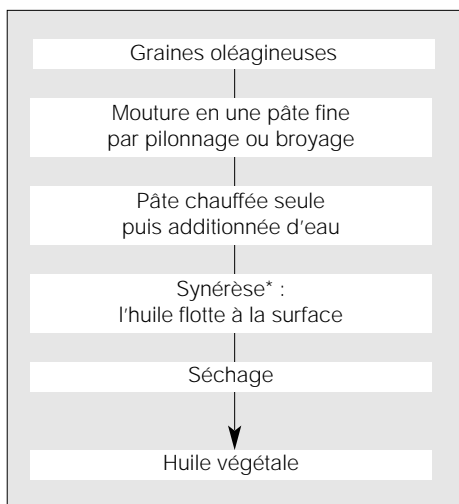 Graines oléagineuses
Mouture en une pâte fine
par pilonnage ou broyage
Pâte chauffée seule
puis additionnée d'eau
Synérèse* :
l'huile flotte à la surface
Séchage
Huile végétale